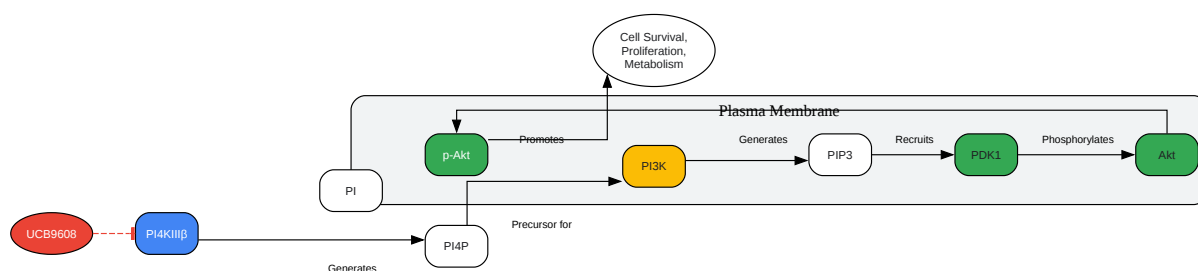 Cell Survival,
Proliferation,
Metabolism
Plasma Membrane
p-Akt
Promotes
PI3K
Generates
PIP3
Recruits
PDK1
Phosphorylates
Akt
PI
UCB9608
PI4KIIIβ
Generates
PI4P
Precursor for